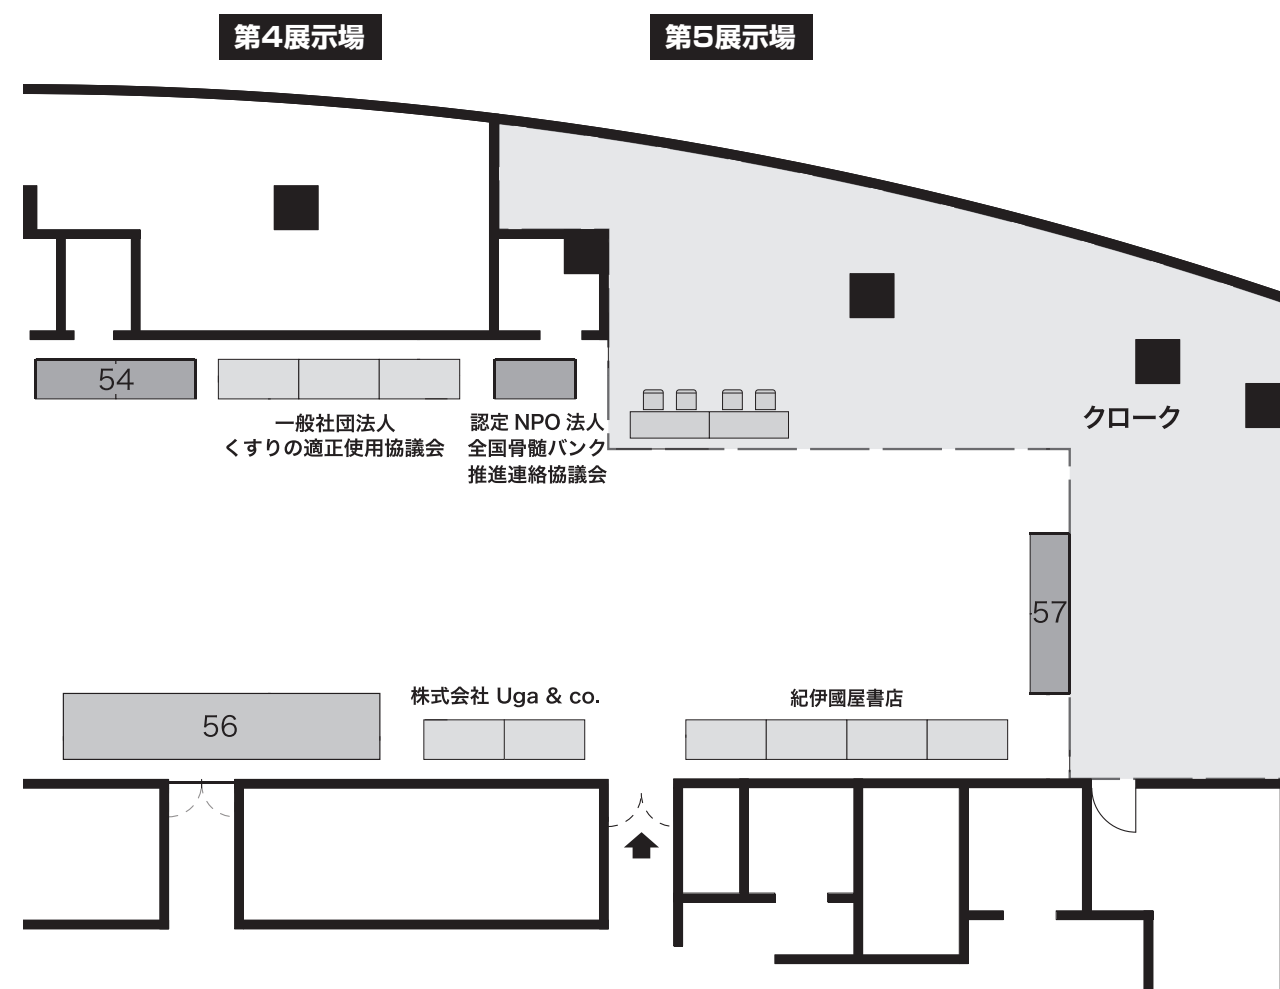 第4展示場
第5展示場
54
一般社団法人
くすりの適正使用協議会
認定 NPO 法人
全国骨髄バンク
推進連絡協議会
クローク
57
56
株式会社 Uga & co.
紀伊國屋書店